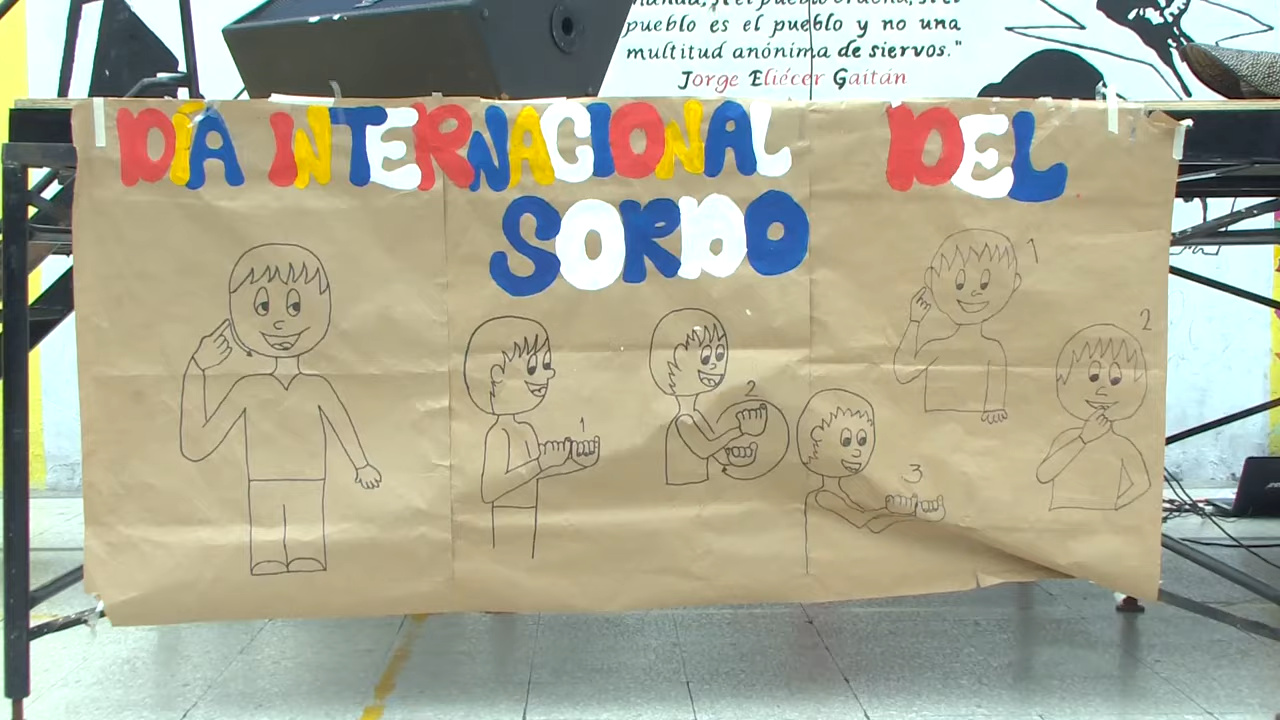 pueblo es el pueblo y no una
multitud anónima de siervos."
Jorge Eliécer Gaitán
DÍA INTERNACIONAL DEL
SORDO
1
2
3
1
2